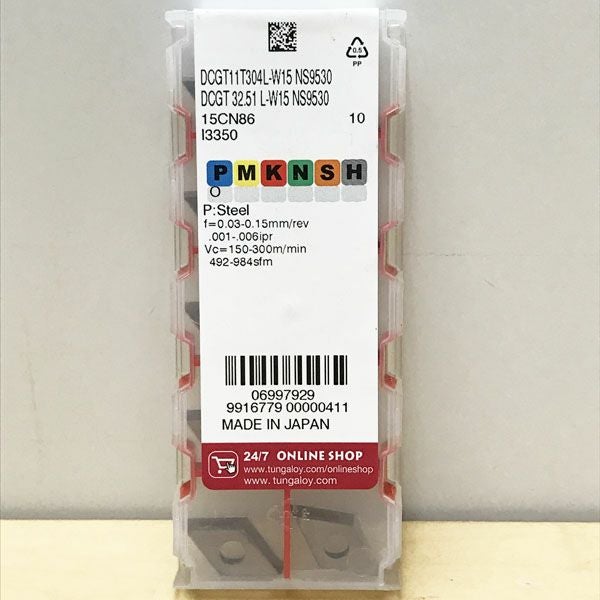 0.5
PP
DCGT11T304L-W15 NS9530
DCGT 32.51 L-W15 NS9530
15CN86 10
I3350
P M K N S H
O
P:Steel
f=0.03-0.15mm/rev
.001-.006ipr
Vc=150-300m/min
492-984sfm
06997929
9916779 00000411
MADE IN JAPAN
24/7 ONLINE SHOP
www.tungaloy.com/onlineshop
www.tungaloy.com